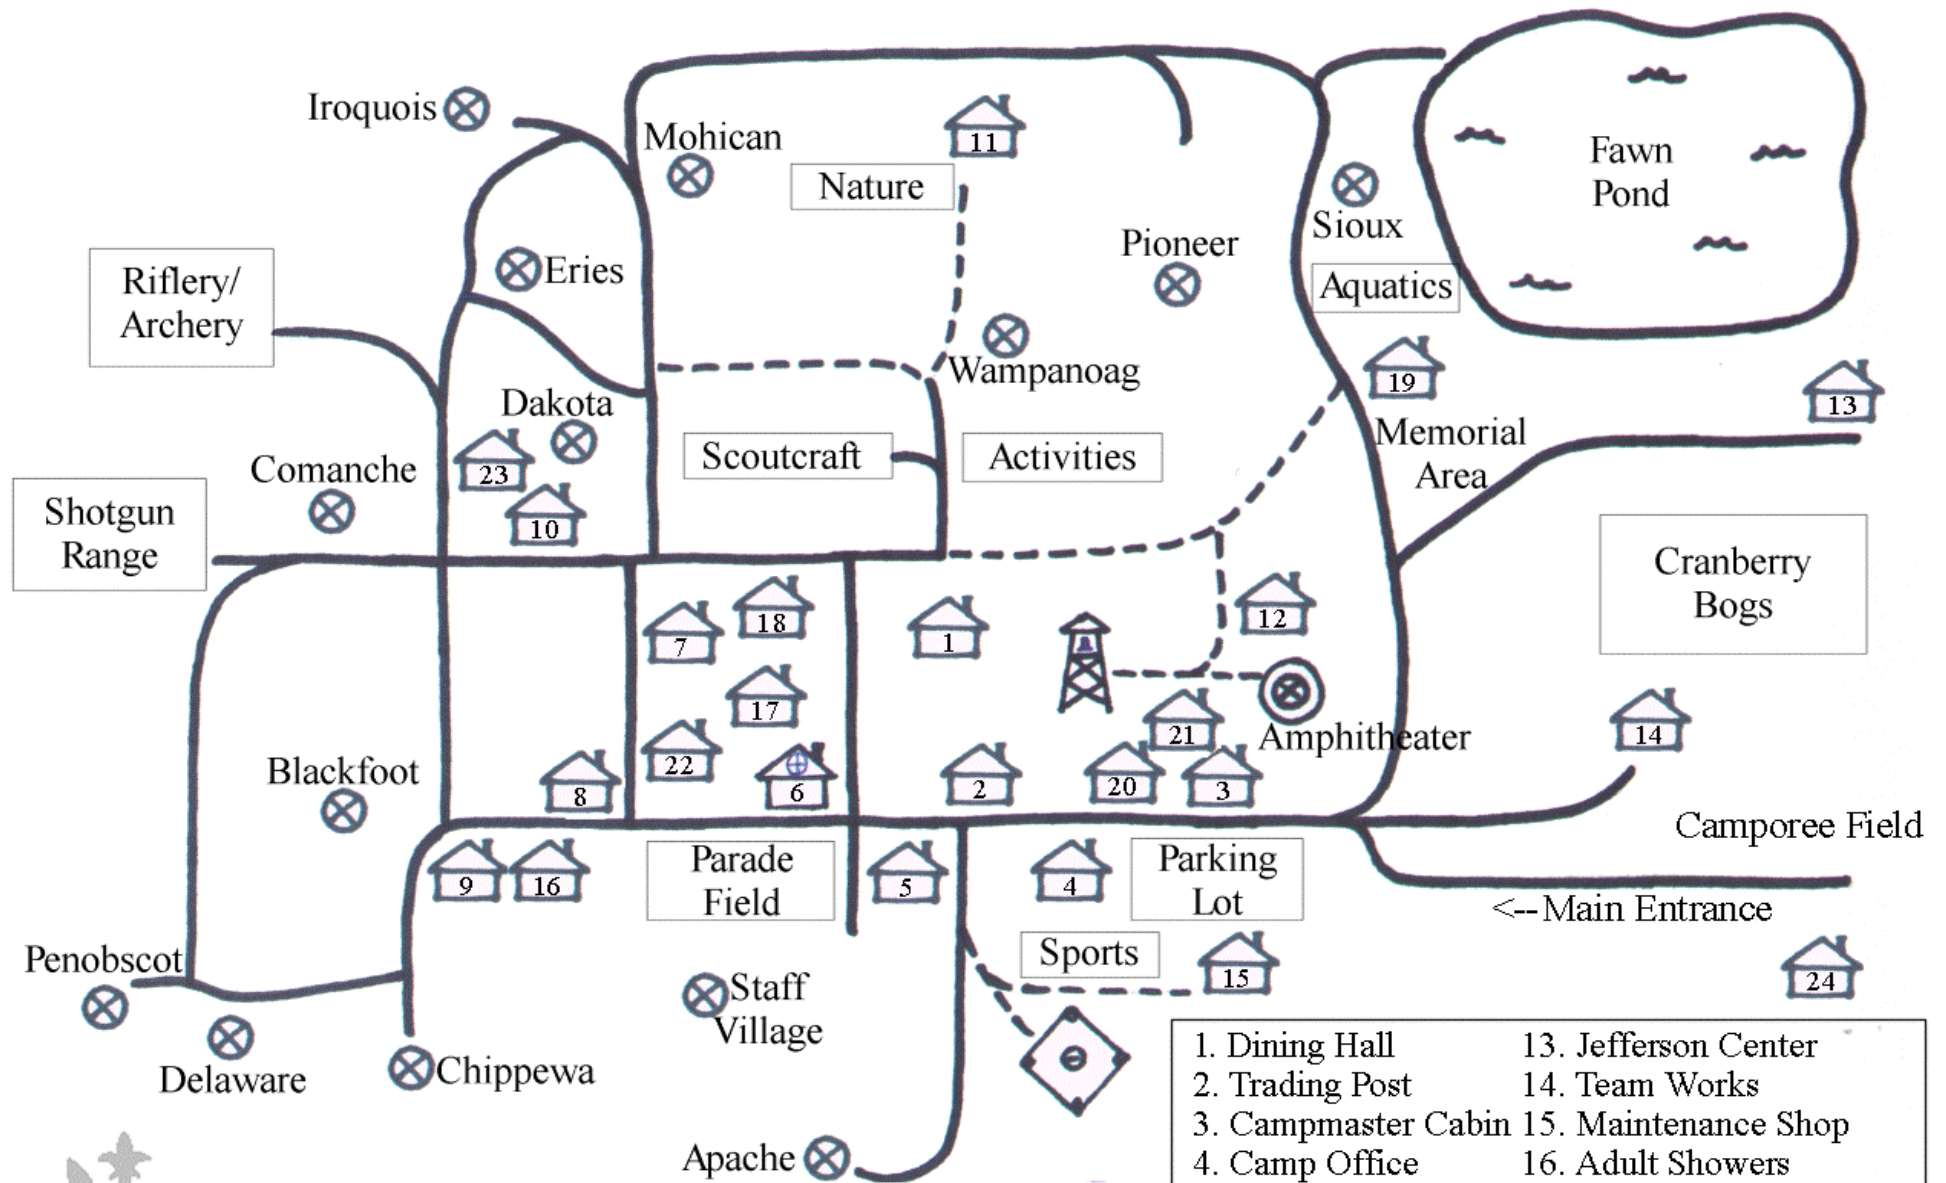 Iroquois
Mohican
11
Nature
Fawn
Pond
Sioux
Pioneer
Riflery/
Archery
Eries
Aquatics
Wampanoag
19
13
Dakota
Memorial
Area
Scoutcraft
Activities
Comanche
23
10
Shotgun
Range
Cranberry
Bogs
7
18
1
12
17
21
Amphitheater
14
Blackfoot
8
22
6
2
20
3
Camporee Field
9
16
Parade
Field
5
4
Parking
Lot
<--Main Entrance
Penobscot
Sports
15
24
Staff
Village
Delaware
Chippewa
Apache
1. Dining Hall
2. Trading Post
3. Campmaster Cabin
4. Camp Office
13. Jefferson Center
14. Team Works
15. Maintenance Shop
16. Adult Showers